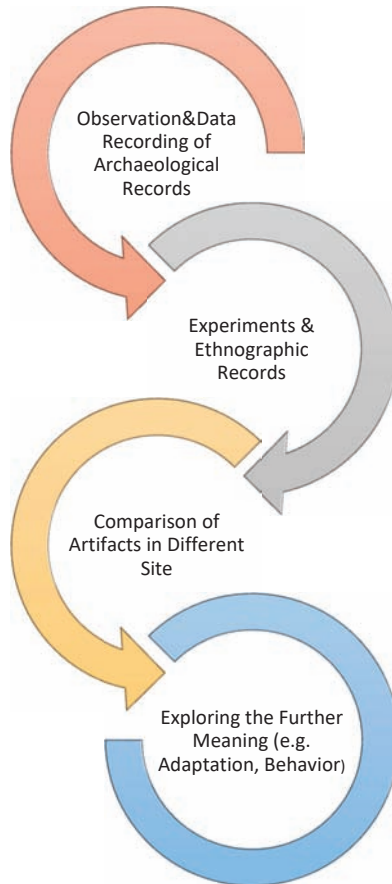 Observation&Data
Recording of
Archaeological
Records
Experiments &
Ethnographic
Records
Comparison of
Artifacts in Different
Site
Exploring the Further
Meaning (e.g.
Adaptation, Behavior)